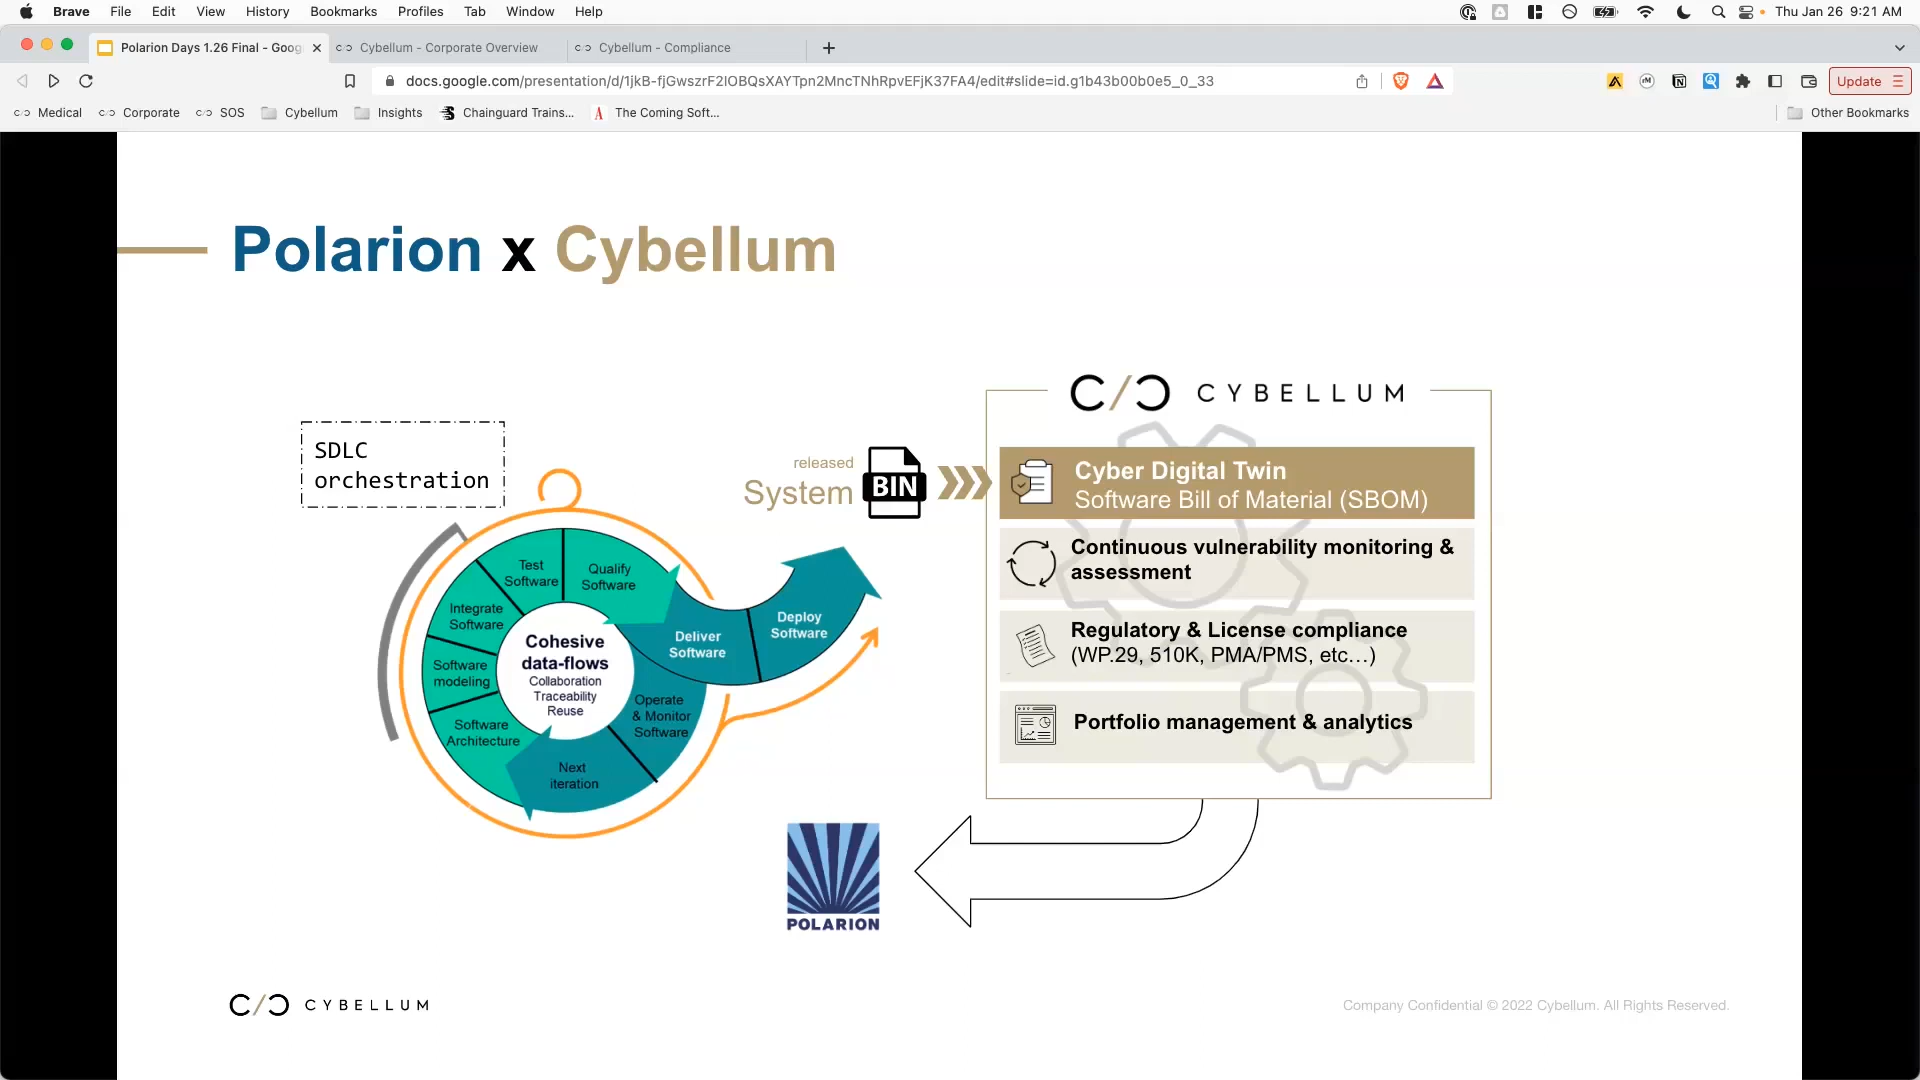 Brave File Edit View History Bookmarks Profiles Tab Window Help Thu Jan 26 9:21 AM
Polarion Days 1.26 Final - Goog Cybellum - Corporate Overview Cybellum - Compliance
docs.google.com/presentation/d/1jkB-fjGwszrF2IOBQsXAYTpn2MncTNhRpvEFjK37FA4/edit#slide=id.g1b43b00b0e5_0_33 Update
Medical Corporate SOS Cybellum Insights Chainguard Trains... The Coming Soft... Other Bookmarks
Polarion x Cybellum
SDLC
orchestration
Test
Software
Qualify
Software
Integrate
Software
Software
modeling
Software
Architecture
Cohesive
data-flows
Collaboration
Traceability
Reuse
Deliver
Software
Deploy
Software
Operate
& Monitor
Software
Next
iteration
released
System
BIN
CYBELLUM
Cyber Digital Twin
Software Bill of Material (SBOM)
Continuous vulnerability monitoring &
assessment
Regulatory & License compliance
(WP.29, 510K, PMA/PMS, etc...)
Portfolio management & analytics
POLARION
CYBELLUM
Company Confidential © 2022 Cybellum. All Rights Reserved.